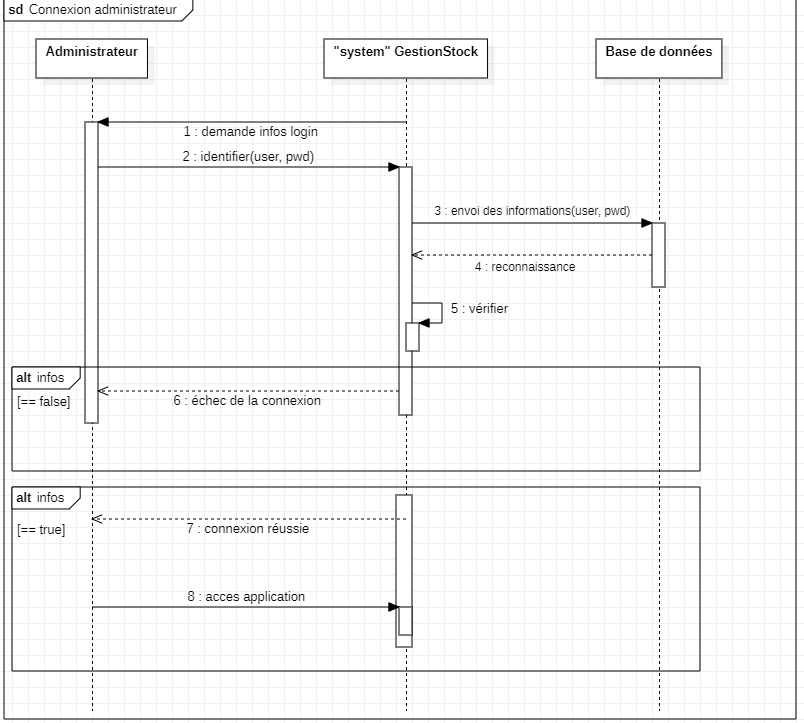 sd Connexion administrateur
Administrateur
"system" GestionStock
Base de données
1 : demande infos login
2 : identifier(user, pwd)
3 : envoi des informations(user, pwd)
4 : reconnaissance
5 : vérifier
alt infos
[== false]
6 : échec de la connexion
alt infos
[== true]
7 : connexion réussie
8 : acces application